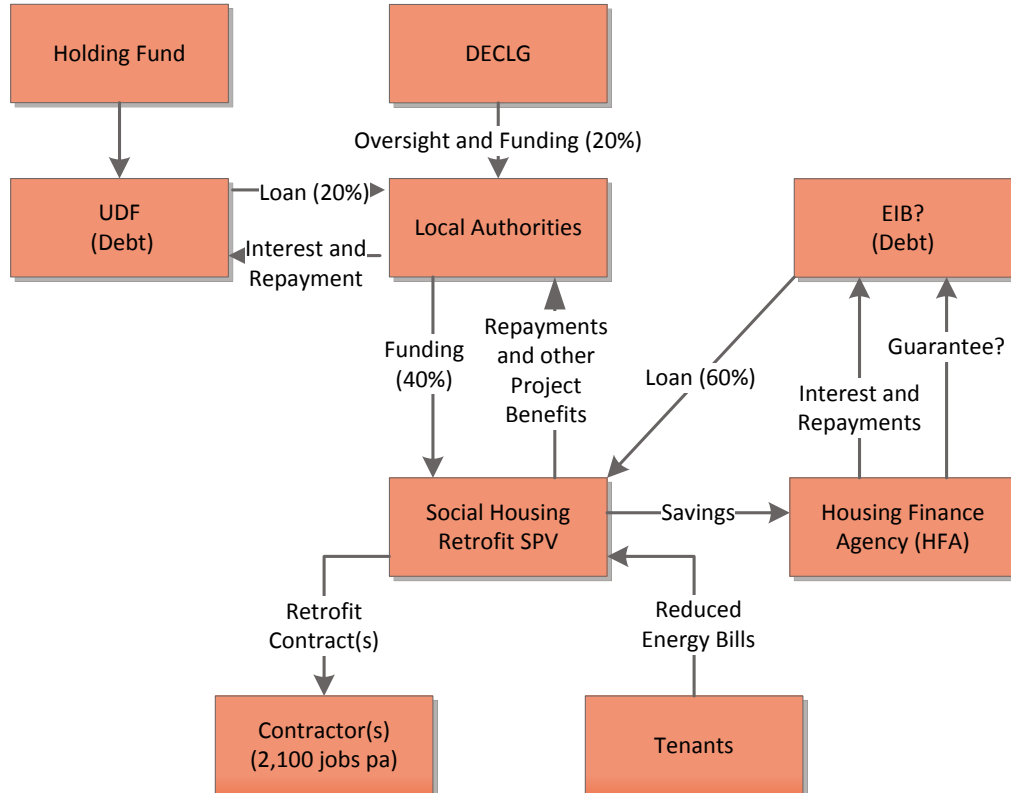 Holding Fund
DECLG
Oversight and Funding (20%)
UDF
(Debt)
Loan (20%)
Interest and
Repayment
Local Authorities
EIB?
(Debt)
Funding
(40%)
Repayments
and other
Project
Benefits
Loan (60%)
Guarantee?
Interest and
Repayments
Social Housing
Retrofit SPV
Savings
Housing Finance
Agency (HFA)
Retrofit
Contract(s)
Reduced
Energy Bills
Contractor(s)
(2,100 jobs pa)
Tenants